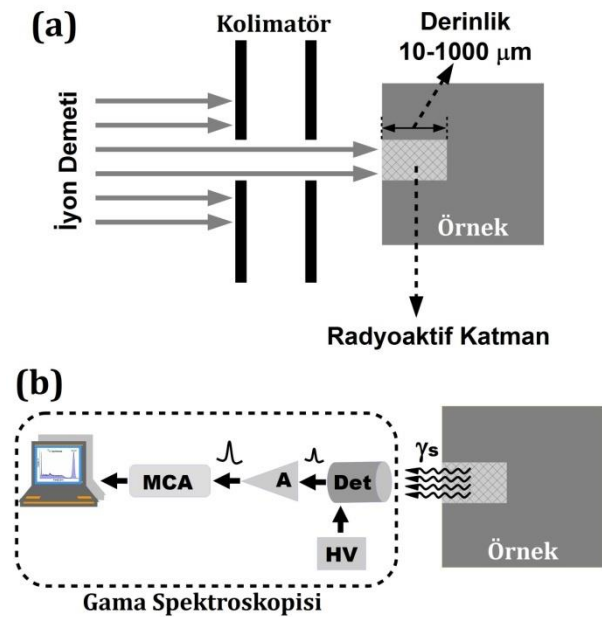 (a)
Kolimatör
Derinlik
10-1000 μm
İyon Demeti
Örnek
Radyoaktif Katman
(b)
γs
MCA
A
Det
HV
Örnek
Gama Spektroskopisi